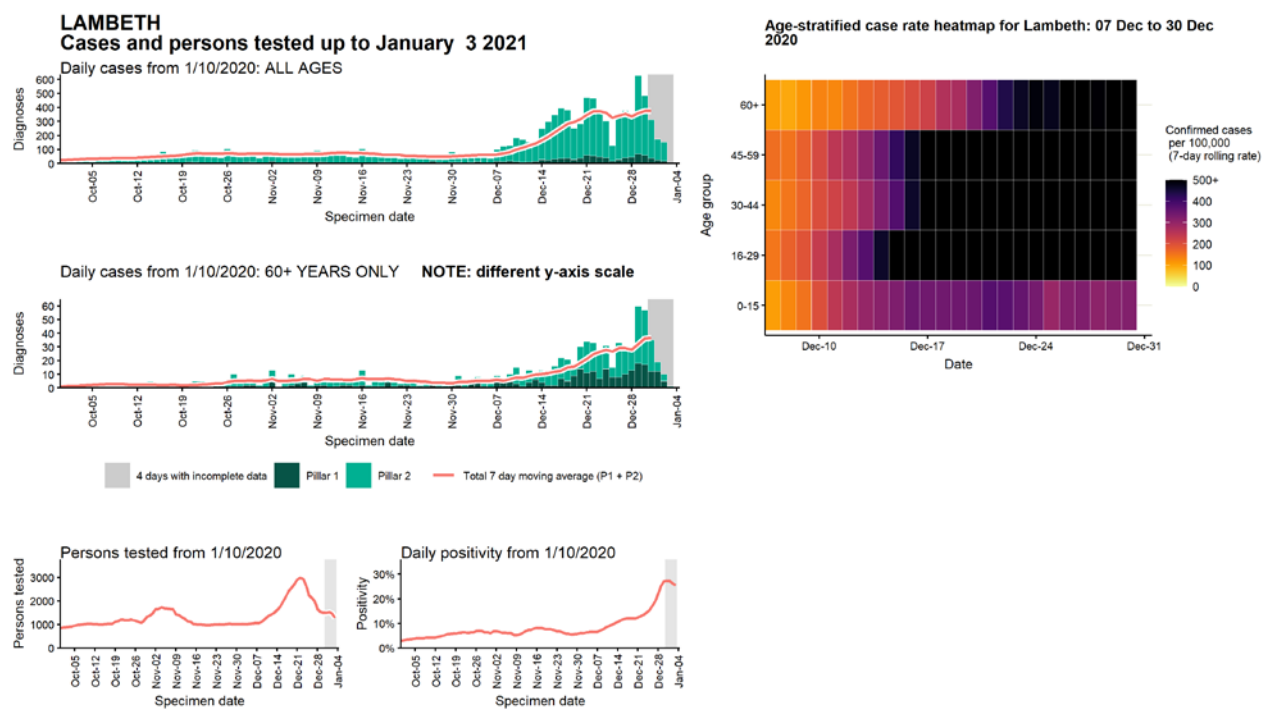 LAMBETH
Cases and persons tested up to January 3 2021
Daily cases from 1/10/2020: ALL AGES
Diagnoses
600
500
400
300
200
100
0
Oct-05
Oct-12
Oct-19
Oct-26
Nov-02
Nov-09
Nov-16
Nov-23
Nov-30
Dec-07
Dec-14
Dec-21
Dec-28
Jan-04
Specimen date
Daily cases from 1/10/2020: 60+ YEARS ONLY NOTE: different y-axis scale
Diagnoses
60
50
40
30
20
10
0
Oct-05
Oct-12
Oct-19
Oct-26
Nov-02
Nov-09
Nov-16
Nov-23
Nov-30
Dec-07
Dec-14
Dec-21
Dec-28
Jan-04
Specimen date
4 days with incomplete data Pillar 1 Pillar 2 Total 7 day moving average (P1 + P2)
Persons tested from 1/10/2020
Persons tested
3000
2000
1000
0
Oct-05
Oct-12
Oct-19
Oct-26
Nov-02
Nov-09
Nov-16
Nov-23
Nov-30
Dec-07
Dec-14
Dec-21
Dec-28
Jan-04
Specimen date
Daily positivity from 1/10/2020
Positivity
30%
20%
10%
0%
Oct-05
Oct-12
Oct-19
Oct-26
Nov-02
Nov-09
Nov-16
Nov-23
Nov-30
Dec-07
Dec-14
Dec-21
Dec-28
Jan-04
Specimen date
Age-stratified case rate heatmap for Lambeth: 07 Dec to 30 Dec
2020
Age group
60+
45-59
30-44
16-29
0-15
Dec-10 Dec-17 Dec-24 Dec-31
Date
Confirmed cases
per 100,000
(7-day rolling rate)
500+
400
300
200
100
0